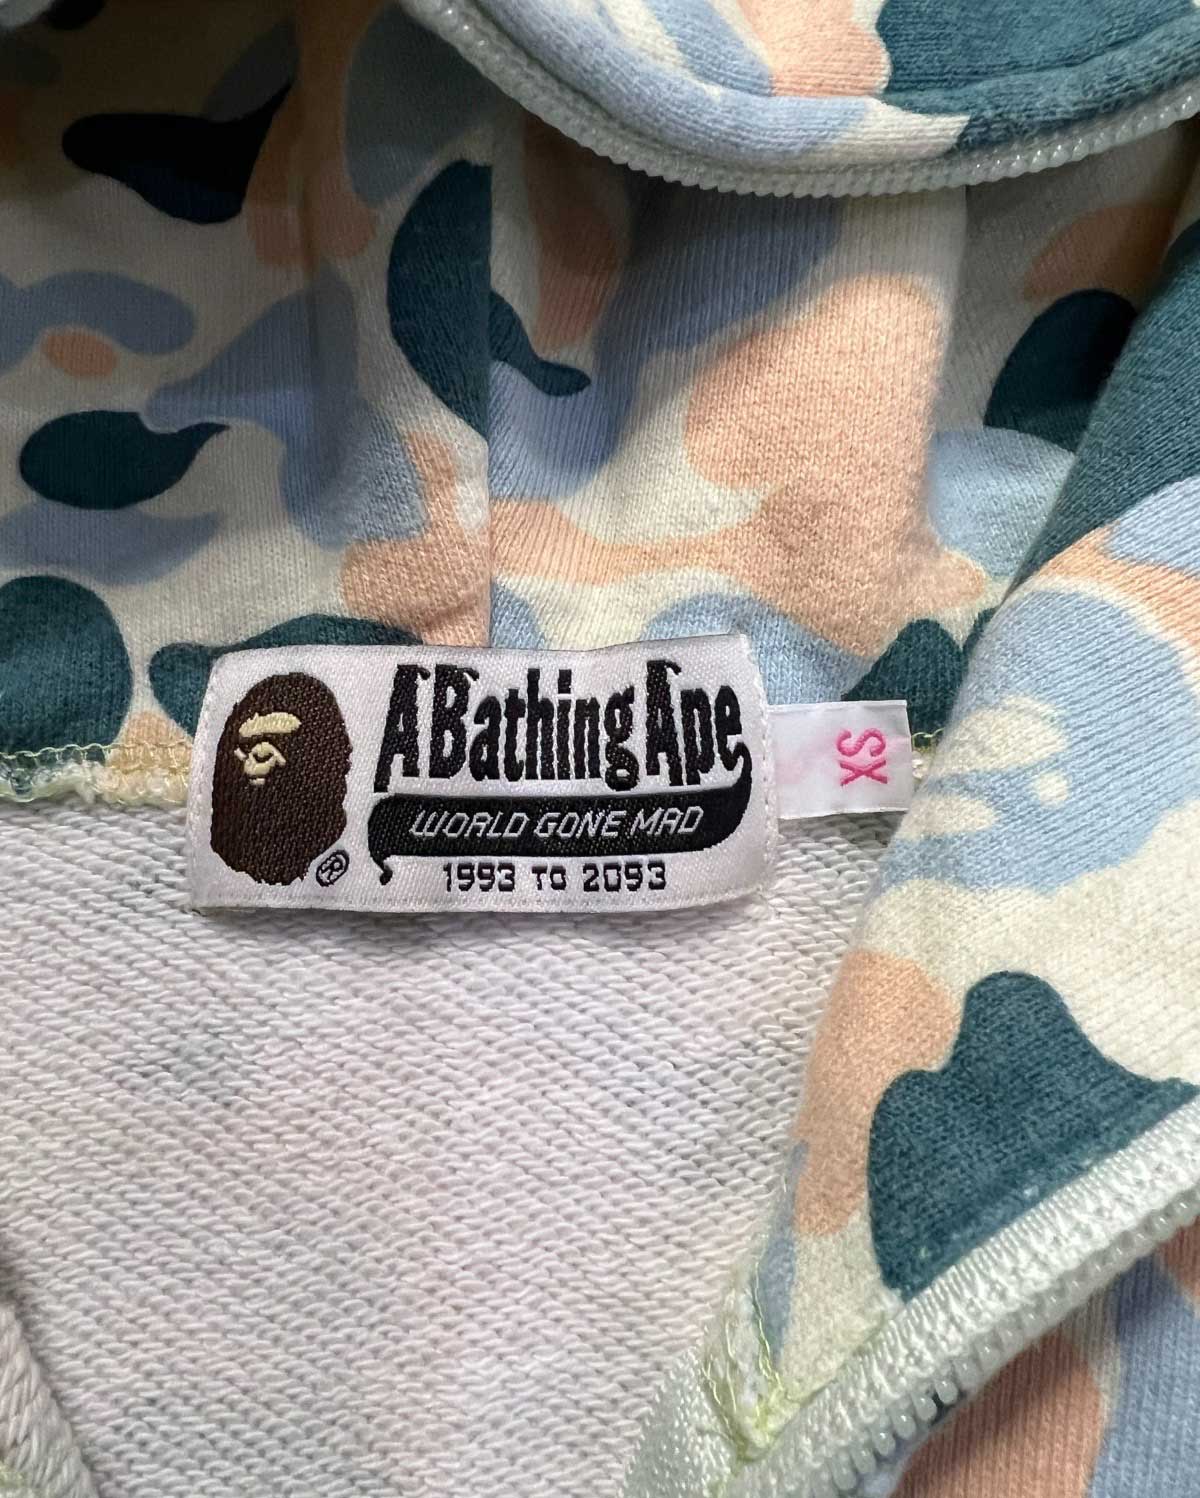 A Bathing Ape
WORLD GONE MAD
1993 TO 2093
®
XS